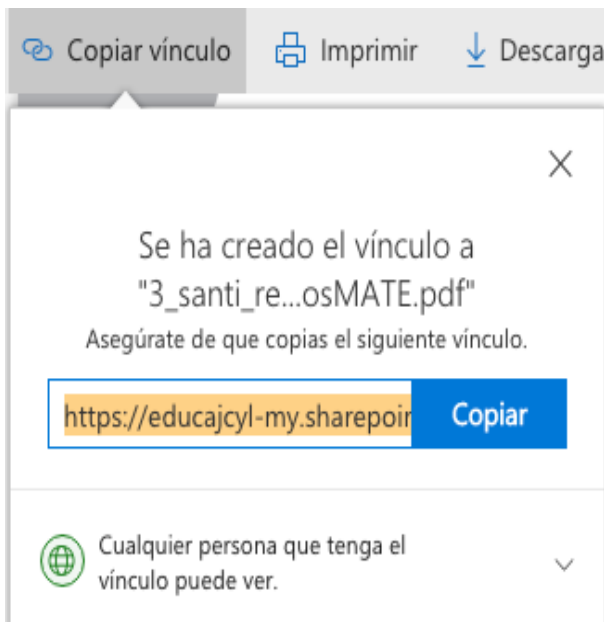 Copiar vínculo Imprimir Descarga
Se ha creado el vínculo a
"3_santi_re...osMATE.pdf"
Asegúrate de que copias el siguiente vínculo.
https://educajcyl-my.sharepoir Copiar
Cualquier persona que tenga el
vínculo puede ver.